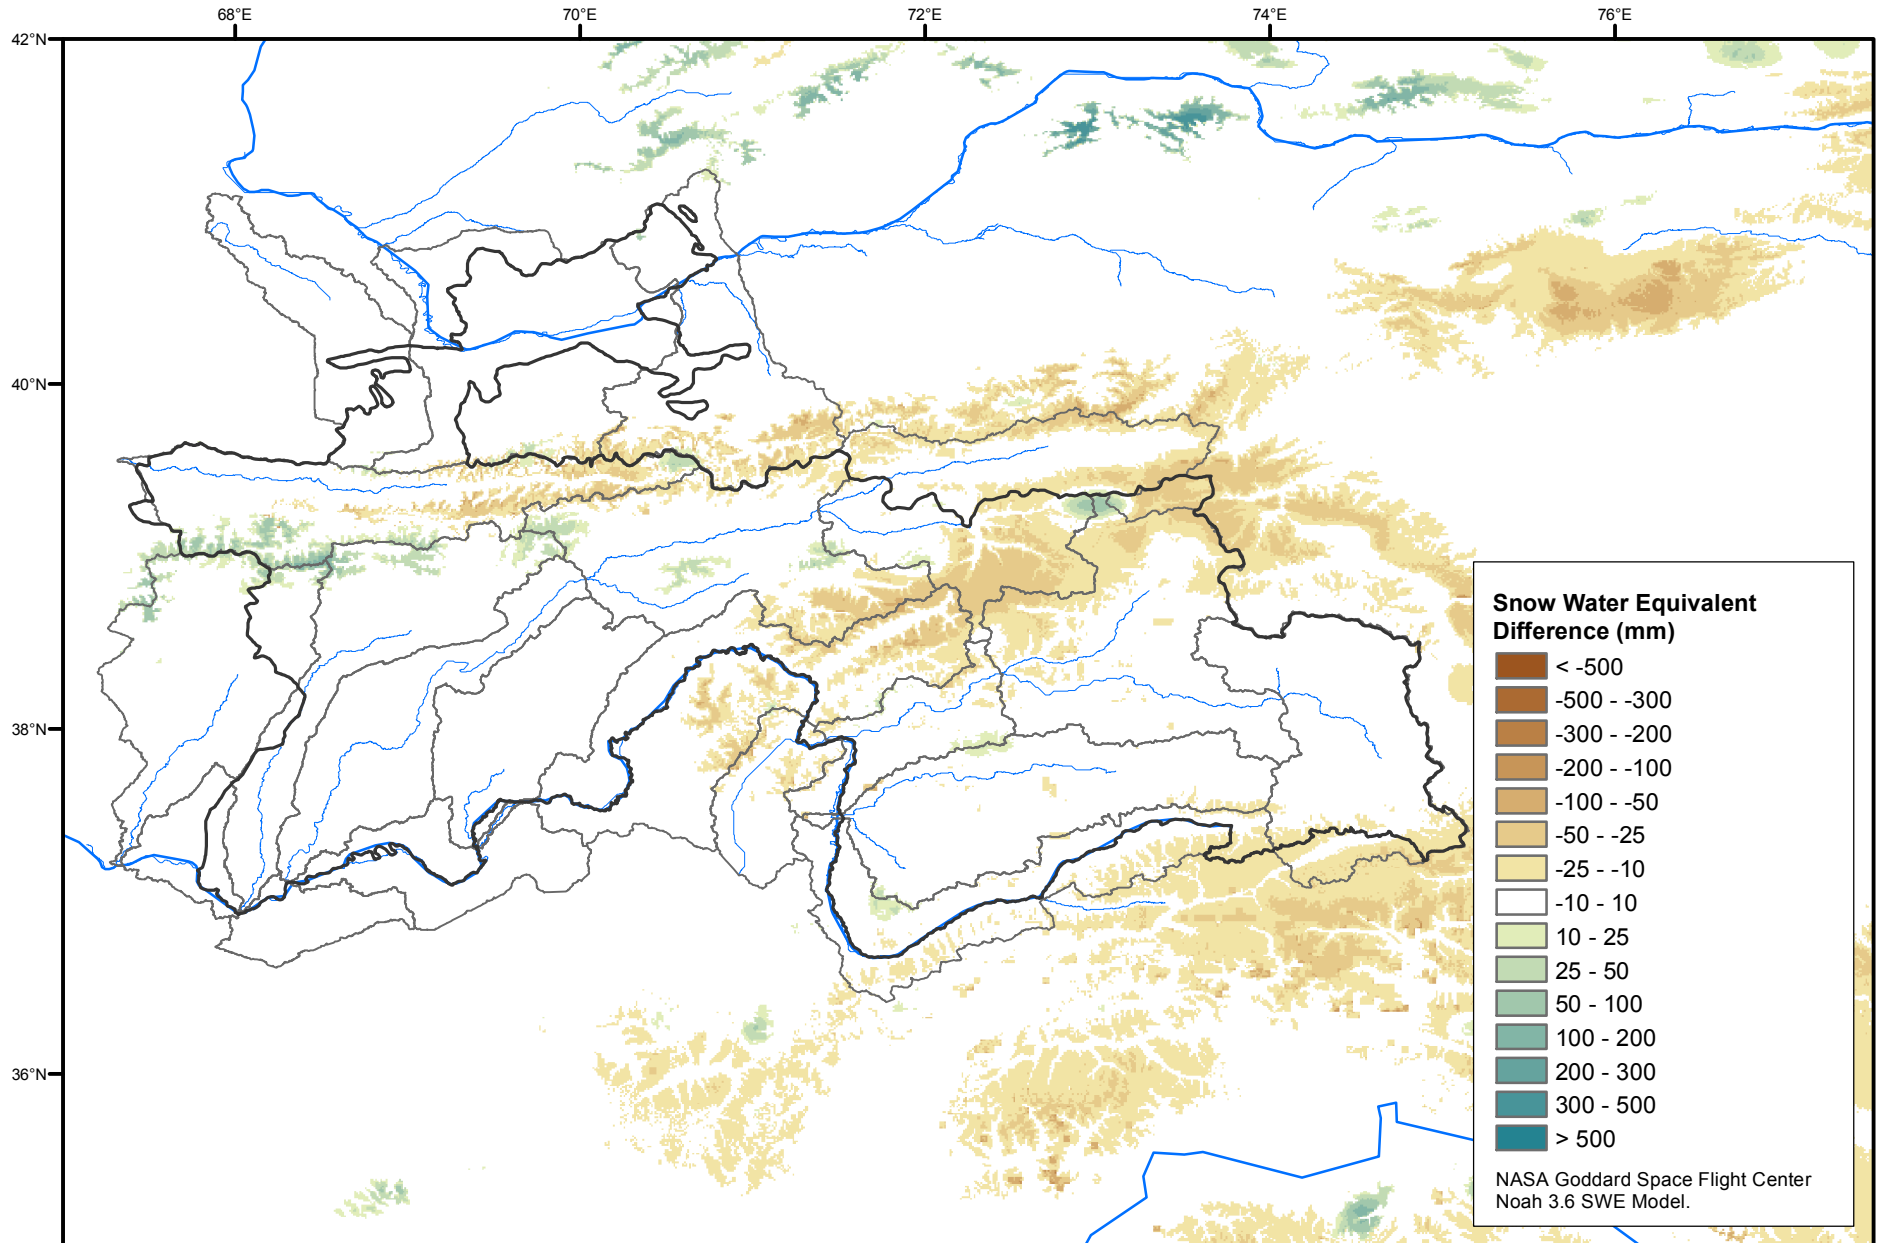 68°E
70°E
72°E
74°E
76°E
42°N
40°N
38°N
36°N
Snow Water Equivalent
Difference (mm)
< -500
-500 - -300
-300 - -200
-200 - -100
-100 - -50
-50 - -25
-25 - -10
-10 - 10
10 - 25
25 - 50
50 - 100
100 - 200
200 - 300
300 - 500
> 500
NASA Goddard Space Flight Center
Noah 3.6 SWE Model.